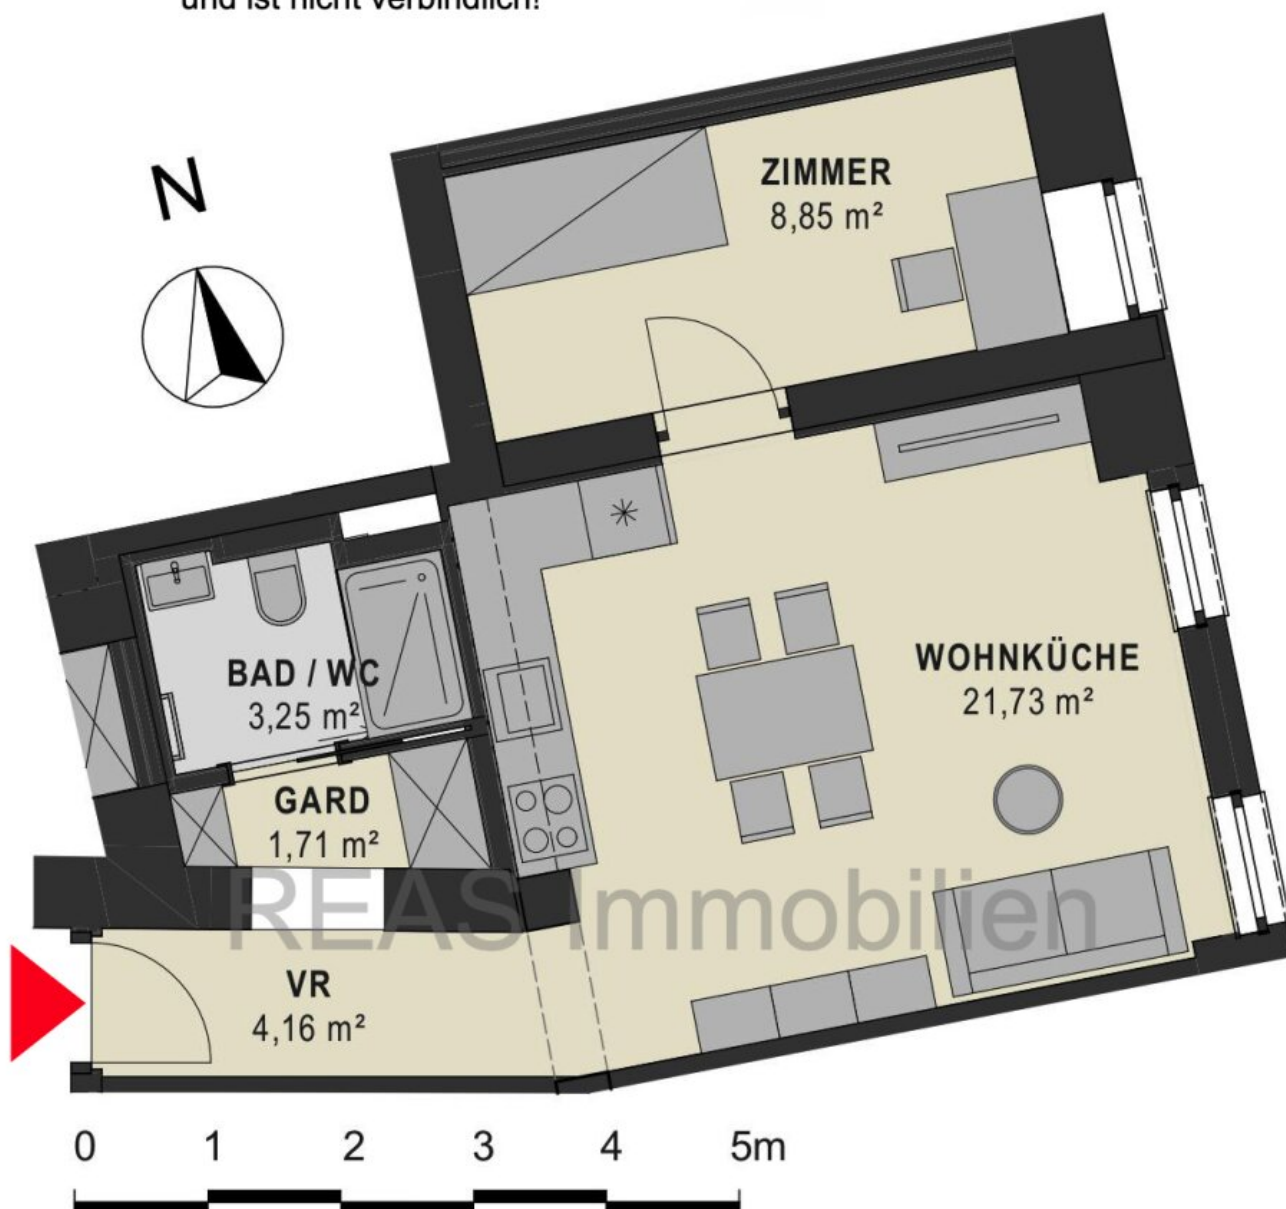 und ist nicht verbindlich!
N
ZIMMER
8,85 m²
WOHNKÜCHE
21,73 m²
BAD / WC
3,25 m²
GARD
1,71 m²
REAS Immobilien
VR
4,16 m²
0 1 2 3 4 5m